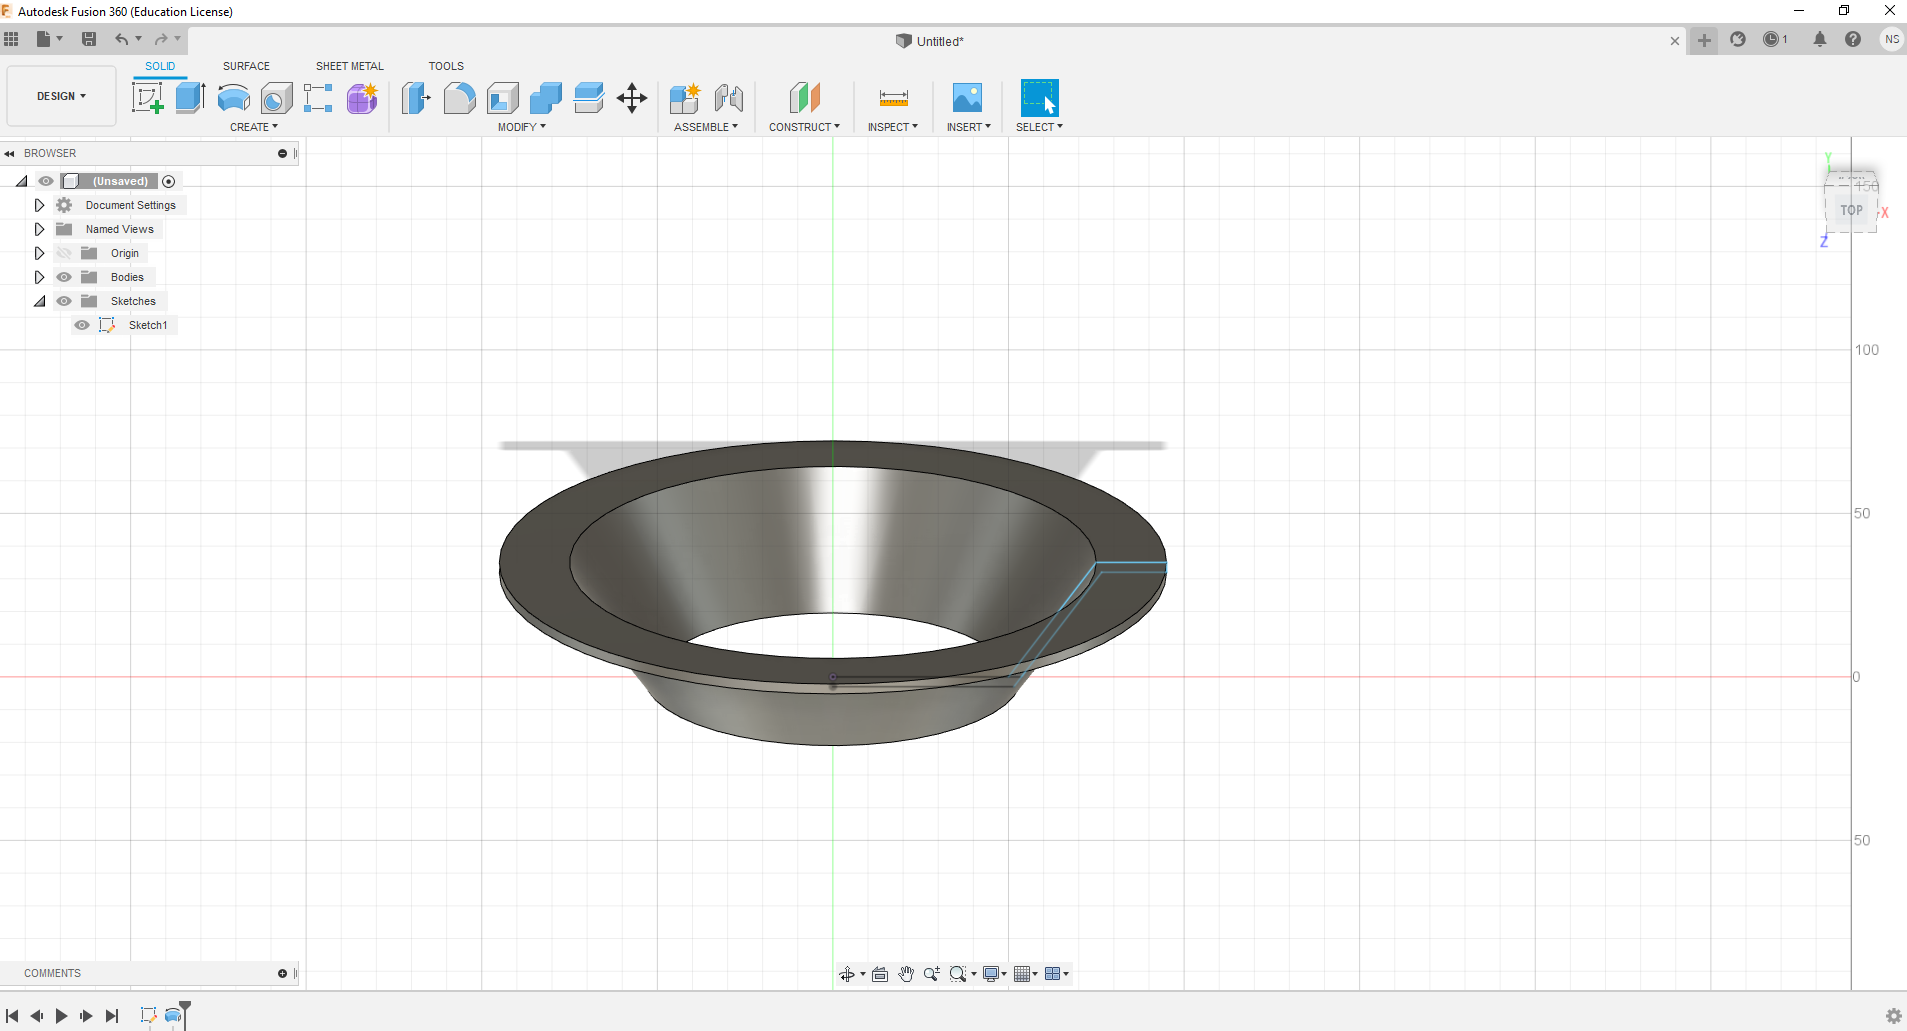 Autodesk Fusion 360 (Education License)
Untitled*
1
NS
DESIGN
SOLID
SURFACE
SHEET METAL
TOOLS
CREATE
MODIFY
ASSEMBLE
CONSTRUCT
INSPECT
INSERT
SELECT
BROWSER
(Unsaved)
Document Settings
Named Views
Origin
Bodies
Sketches
Sketch1
Y
150
TOP
X
Z
100
50
0
50
COMMENTS